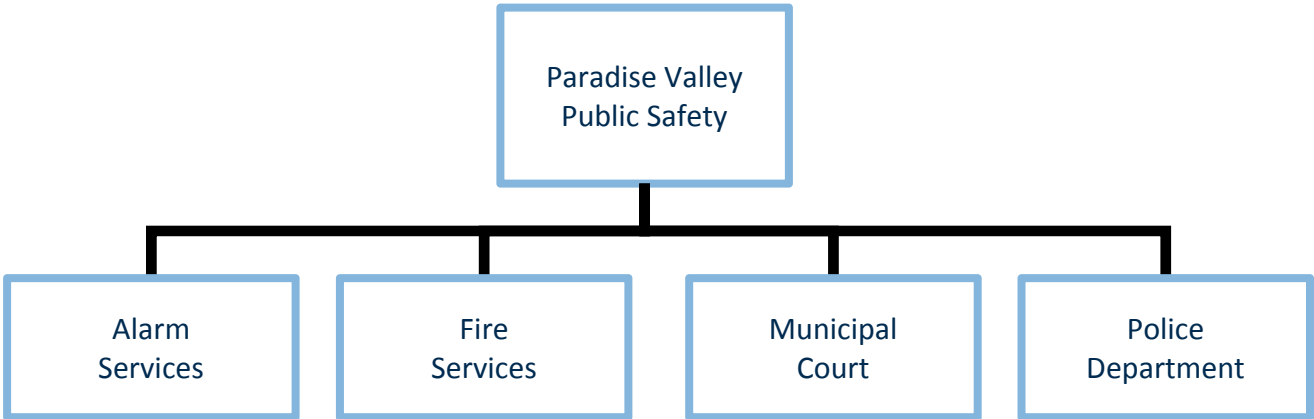 Paradise Valley
Public Safety
Alarm
Services
Fire
Services
Municipal
Court
Police
Department